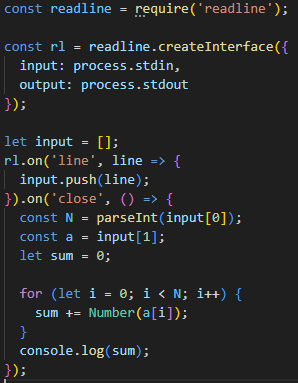 const readline = require('readline');

const rl = readline.createInterface({
  input: process.stdin,
  output: process.stdout
});

let input = [];
rl.on('line', line => {
  input.push(line);
}).on('close', () => {
  const N = parseInt(input[0]);
  const a = input[1];
  let sum = 0;

  for (let i = 0; i < N; i++) {
    sum += Number(a[i]);
  }
  console.log(sum);
});